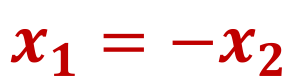 x₁ = −x₂